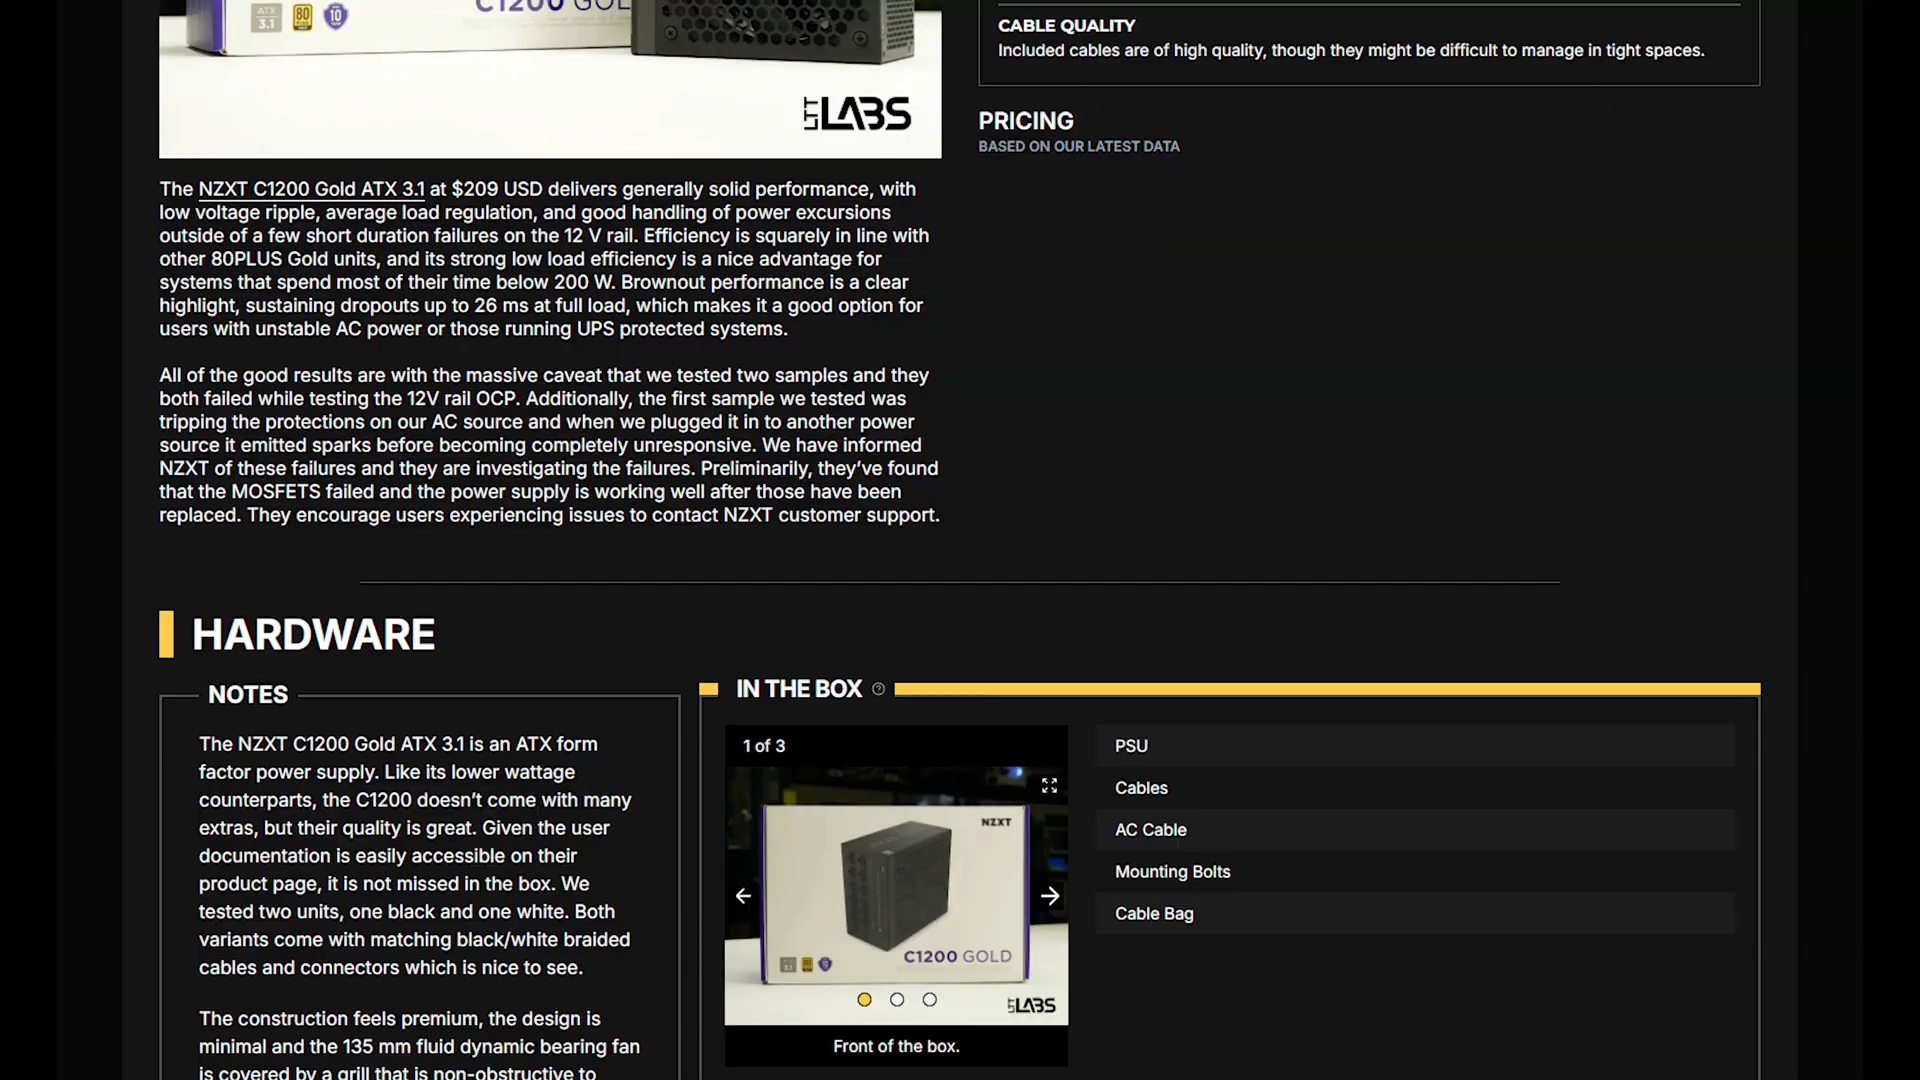 C1200 GOL
ATX
3.1
80
10
LTT LABS
The NZXT C1200 Gold ATX 3.1 at $209 USD delivers generally solid performance, with
low voltage ripple, average load regulation, and good handling of power excursions
outside of a few short duration failures on the 12 V rail. Efficiency is squarely in line with
other 80PLUS Gold units, and its strong low load efficiency is a nice advantage for
systems that spend most of their time below 200 W. Brownout performance is a clear
highlight, sustaining dropouts up to 26 ms at full load, which makes it a good option for
users with unstable AC power or those running UPS protected systems.
All of the good results are with the massive caveat that we tested two samples and they
both failed while testing the 12V rail OCP. Additionally, the first sample we tested was
tripping the protections on our AC source and when we plugged it in to another power
source it emitted sparks before becoming completely unresponsive. We have informed
NZXT of these failures and they are investigating the failures. Preliminarily, they’ve found
that the MOSFETS failed and the power supply is working well after those have been
replaced. They encourage users experiencing issues to contact NZXT customer support.
CABLE QUALITY
Included cables are of high quality, though they might be difficult to manage in tight spaces.
PRICING
BASED ON OUR LATEST DATA
HARDWARE
NOTES
The NZXT C1200 Gold ATX 3.1 is an ATX form
factor power supply. Like its lower wattage
counterparts, the C1200 doesn’t come with many
extras, but their quality is great. Given the user
documentation is easily accessible on their
product page, it is not missed in the box. We
tested two units, one black and one white. Both
variants come with matching black/white braided
cables and connectors which is nice to see.
The construction feels premium, the design is
minimal and the 135 mm fluid dynamic bearing fan
is covered by a grill that is non-obstructive to
IN THE BOX
1 of 3
NZXT
C1200 GOLD
LTT LABS
Front of the box.
PSU
Cables
AC Cable
Mounting Bolts
Cable Bag